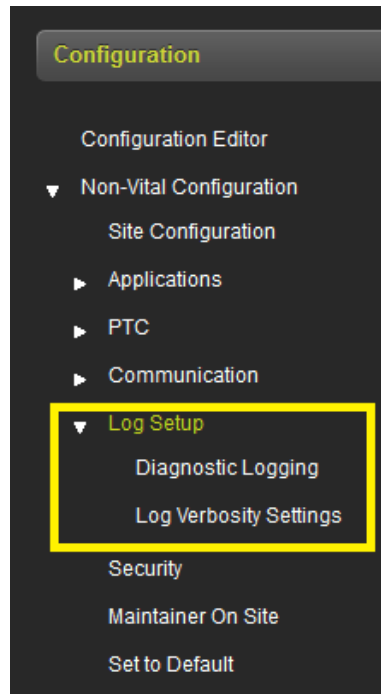 Configuration
Configuration Editor
Non-Vital Configuration
Site Configuration
Applications
PTC
Communication
Log Setup
Diagnostic Logging
Log Verbosity Settings
Security
Maintainer On Site
Set to Default